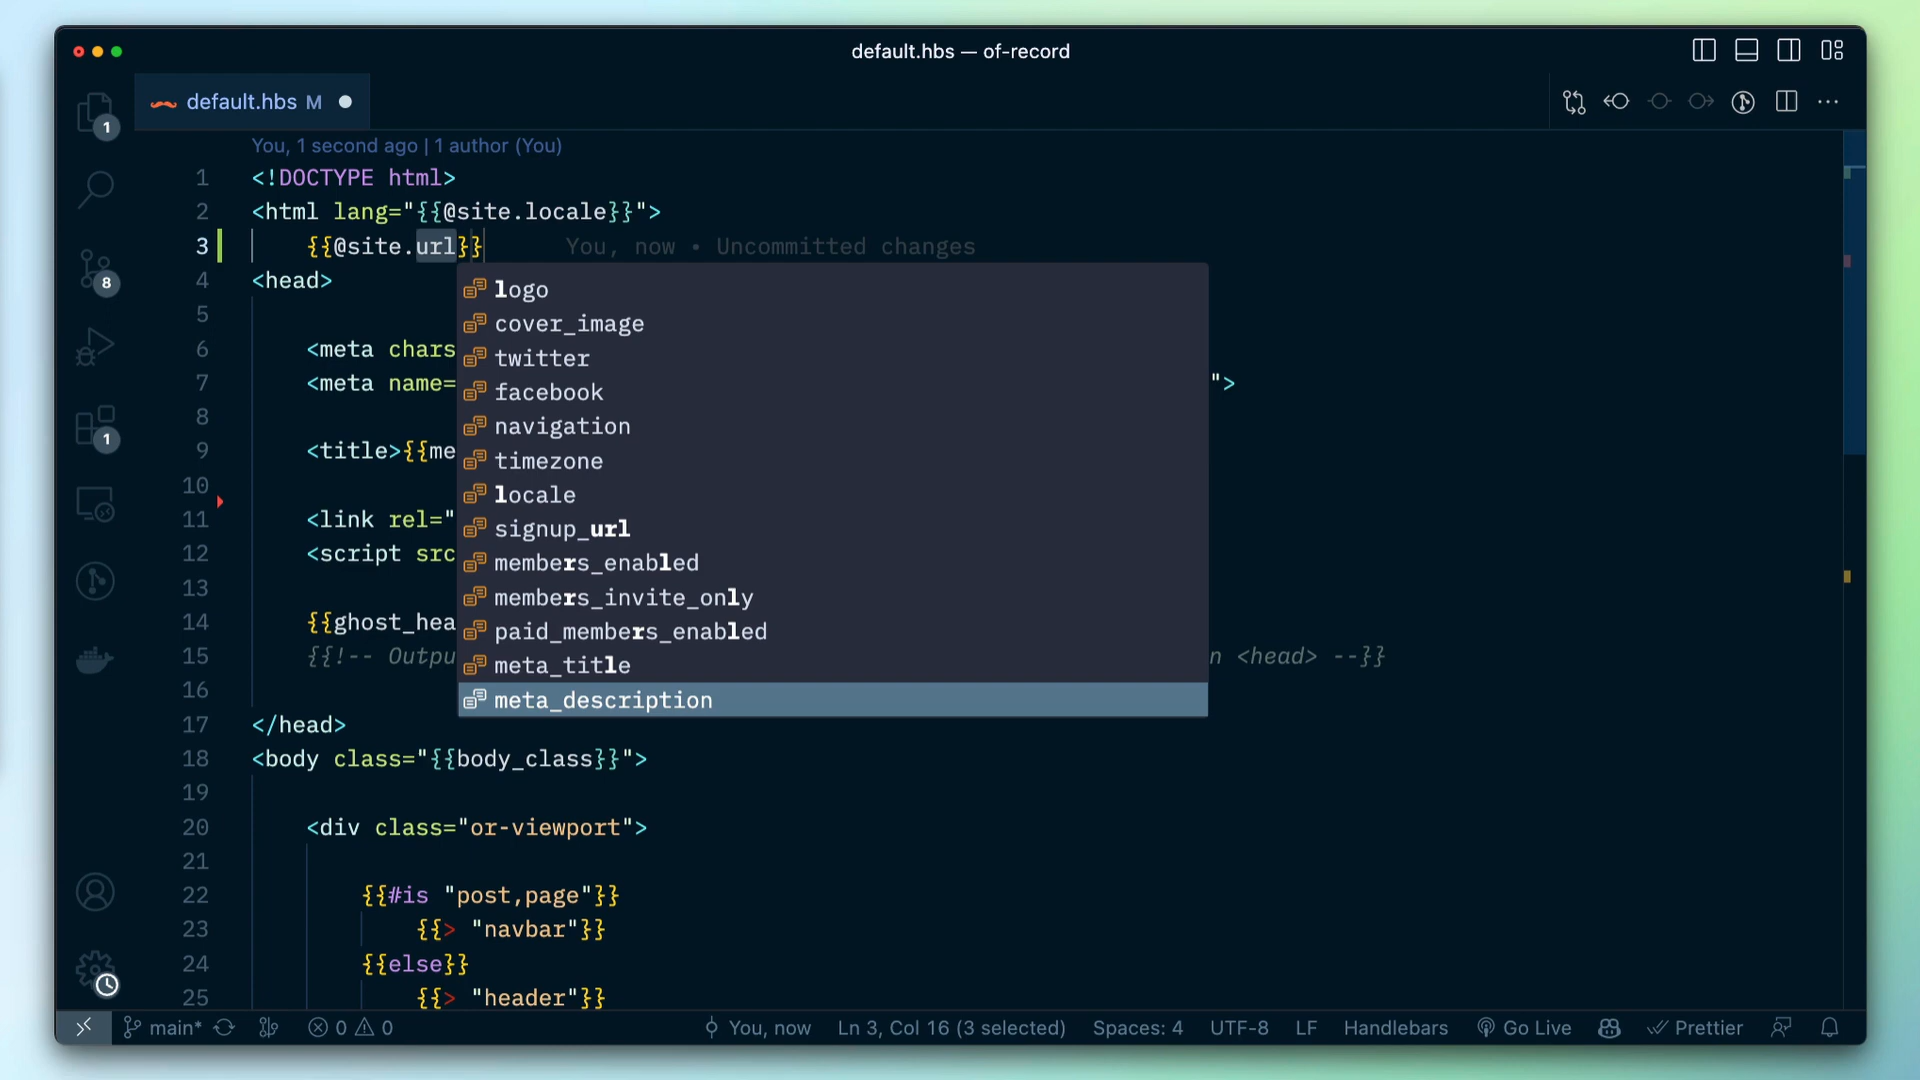 default.hbs — of-record
default.hbs M
1
You, 1 second ago | 1 author (You)
1 <!DOCTYPE html>
2 <html lang="{{@site.locale}}">
3 {{@site.url}} You, now • Uncommitted changes
4 <head>
8
5
6 <meta chars
7 <meta name= ">
8
9 <title>{{me
1
10
11 <link rel="
12 <script src
13
14 {{ghost_hea
15 {{!-- Outpu n <head> --}}
16
logo
cover_image
twitter
facebook
navigation
timezone
locale
signup_url
members_enabled
members_invite_only
paid_members_enabled
meta_title
meta_description
17 </head>
18 <body class="{{body_class}}">
19
20 <div class="or-viewport">
21
22 {{#is "post,page"}}
23 {{> "navbar"}}
24 {{else}}
25 {{> "header"}}
main* 0 0 You, now Ln 3, Col 16 (3 selected) Spaces: 4 UTF-8 LF Handlebars Go Live Prettier